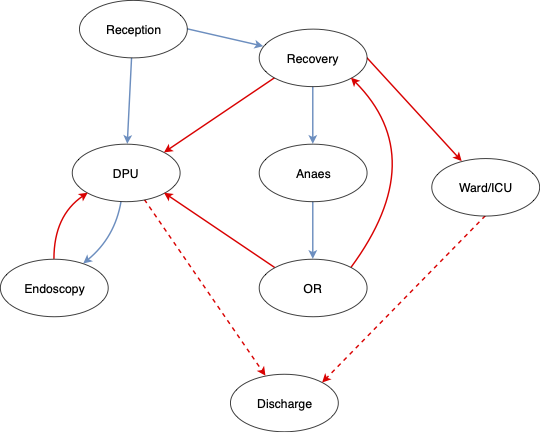 Reception
Recovery
DPU
Anaes
Ward/ICU
Endoscopy
OR
Discharge